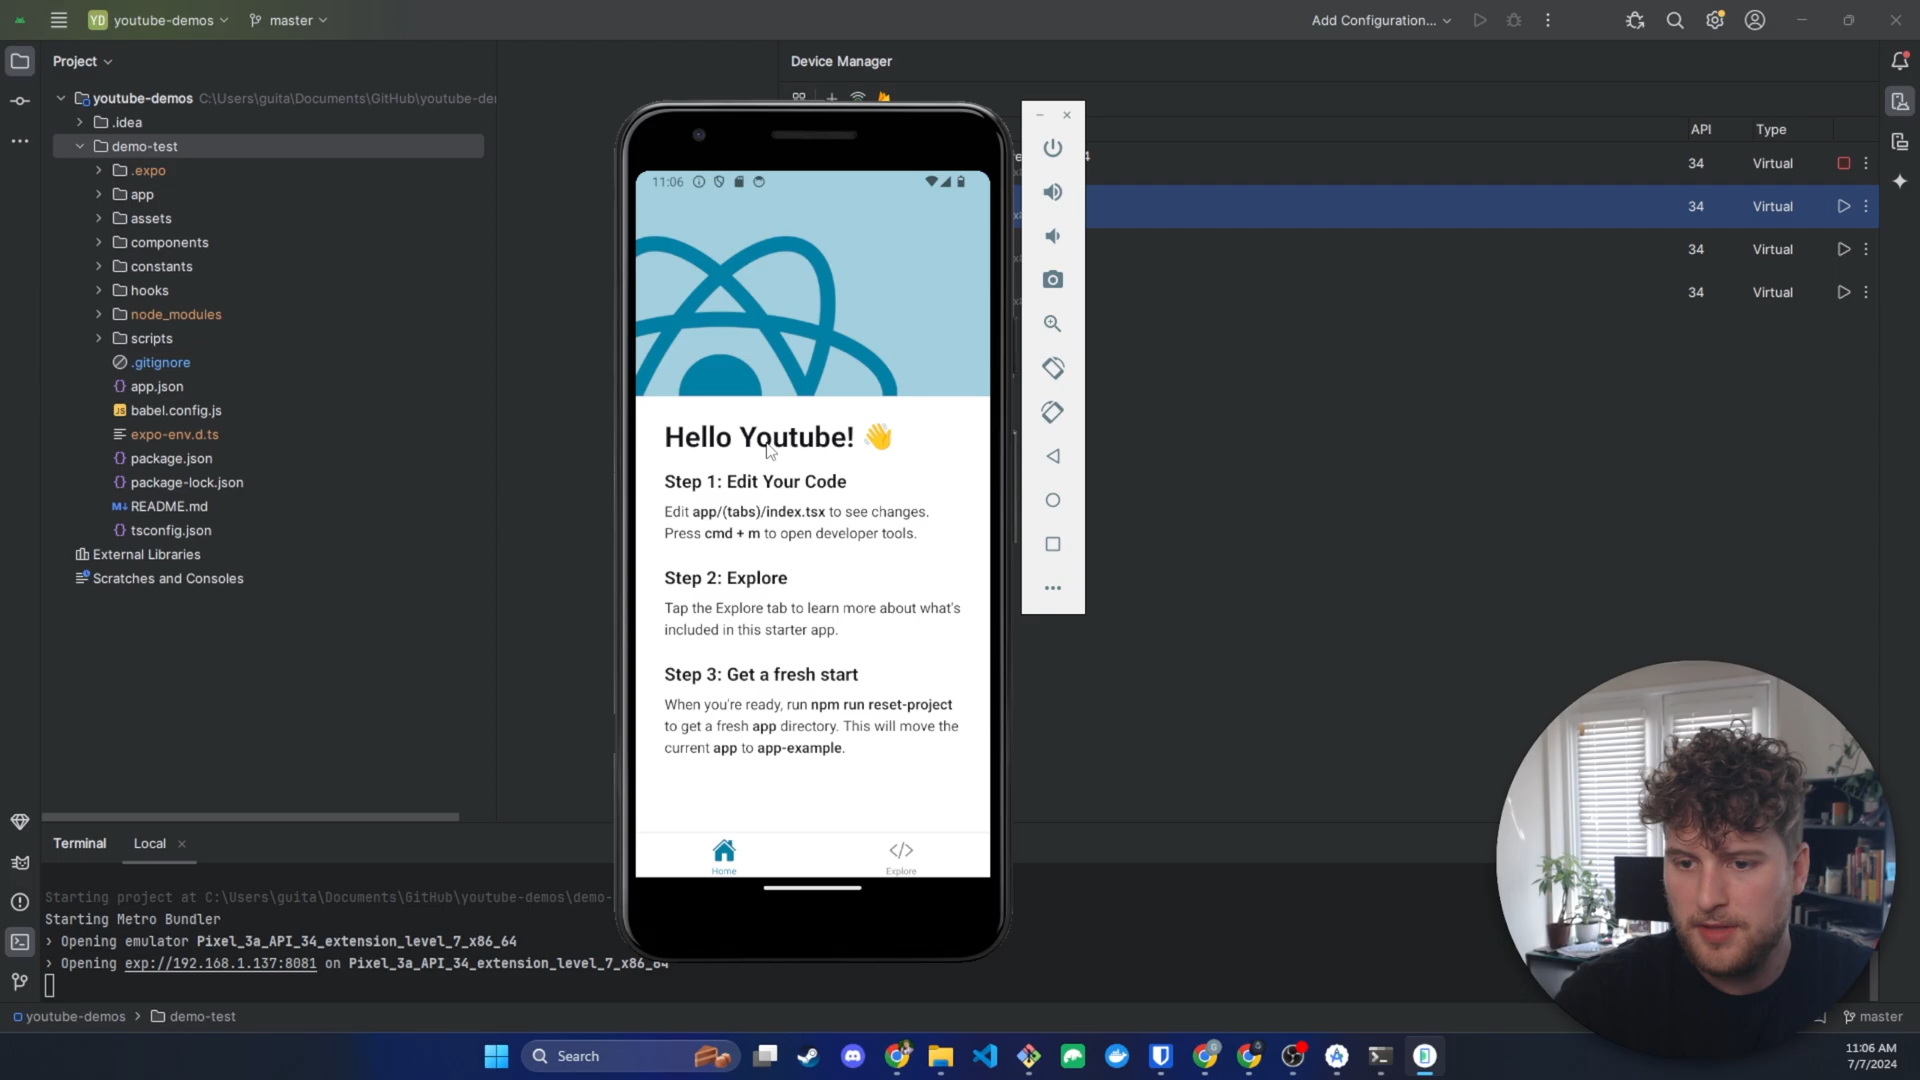 YD youtube-demos master Add Configuration...
Project Device Manager
youtube-demos C:\Users\guita\Documents\GitHub\youtube-de
.idea
demo-test
.expo
app
assets
components
constants
hooks
node_modules
scripts
.gitignore
app.json
JS babel.config.js
expo-env.d.ts
package.json
package-lock.json
M↓ README.md
tsconfig.json
External Libraries
Scratches and Consoles
API Type
34 Virtual
34 Virtual
34 Virtual
34 Virtual
11:06
Hello Youtube! 👋
Step 1: Edit Your Code
Edit app/(tabs)/index.tsx to see changes.
Press cmd + m to open developer tools.
Step 2: Explore
Tap the Explore tab to learn more about what's
included in this starter app.
Step 3: Get a fresh start
When you're ready, run npm run reset-project
to get a fresh app directory. This will move the
current app to app-example.
Home Explore
Terminal Local
Starting project at C:\Users\guita\Documents\GitHub\youtube-demos\demo-
Starting Metro Bundler
› Opening emulator Pixel_3a_API_34_extension_level_7_x86_64
› Opening exp://192.168.1.137:8081 on Pixel_3a_API_34_extension_level_7_x86_64
youtube-demos > demo-test master
Search
11:06 AM
7/7/2024